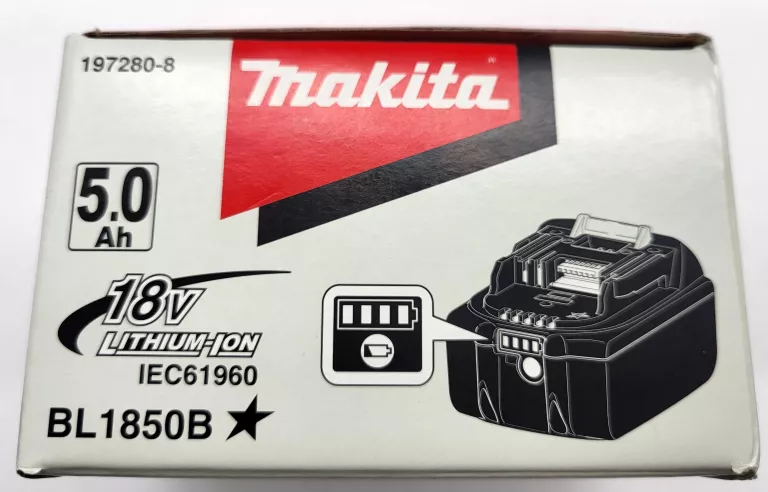 197280-8
makita
5.0
Ah
18V
LITHIUM-ION
IEC61960
BL1850B